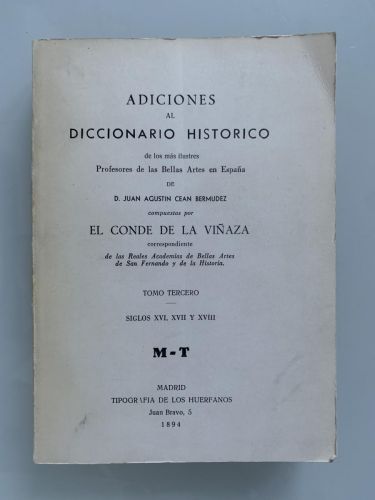 ADICIONES
AL
DICCIONARIO HISTORICO
de los más ilustres
Profesores de las Bellas Artes en España
DE
D. JUAN AGUSTIN CEAN BERMUDEZ
compuestas por
EL CONDE DE LA VIÑAZA
correspondiente
de las Reales Academias de Bellas Artes
de San Fernando y de la Historia.
TOMO TERCERO
SIGLOS XVI, XVII Y XVIII
M-T
MADRID
TIPOGRAFIA DE LOS HUERFANOS
Juan Bravo, 5
1894